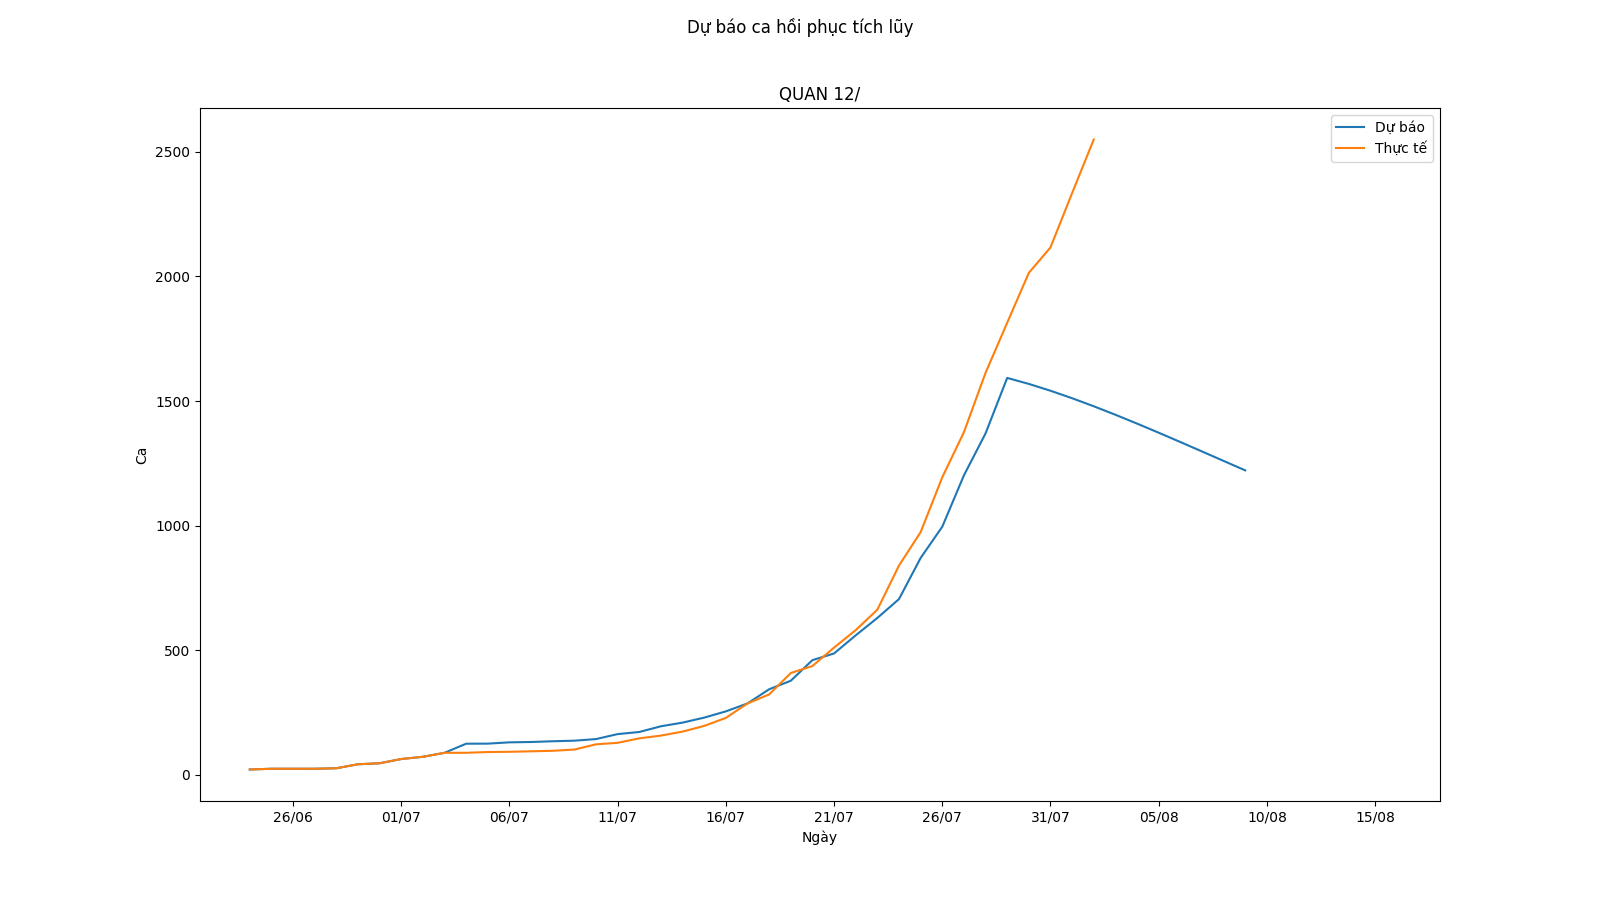 Dự báo ca hồi phục tích lũy
QUAN 12/
Dự báo
Thực tế
2500
2000
1500
1000
500
0
Ca
26/06 01/07 06/07 11/07 16/07 21/07 26/07 31/07 05/08 10/08 15/08
Ngày